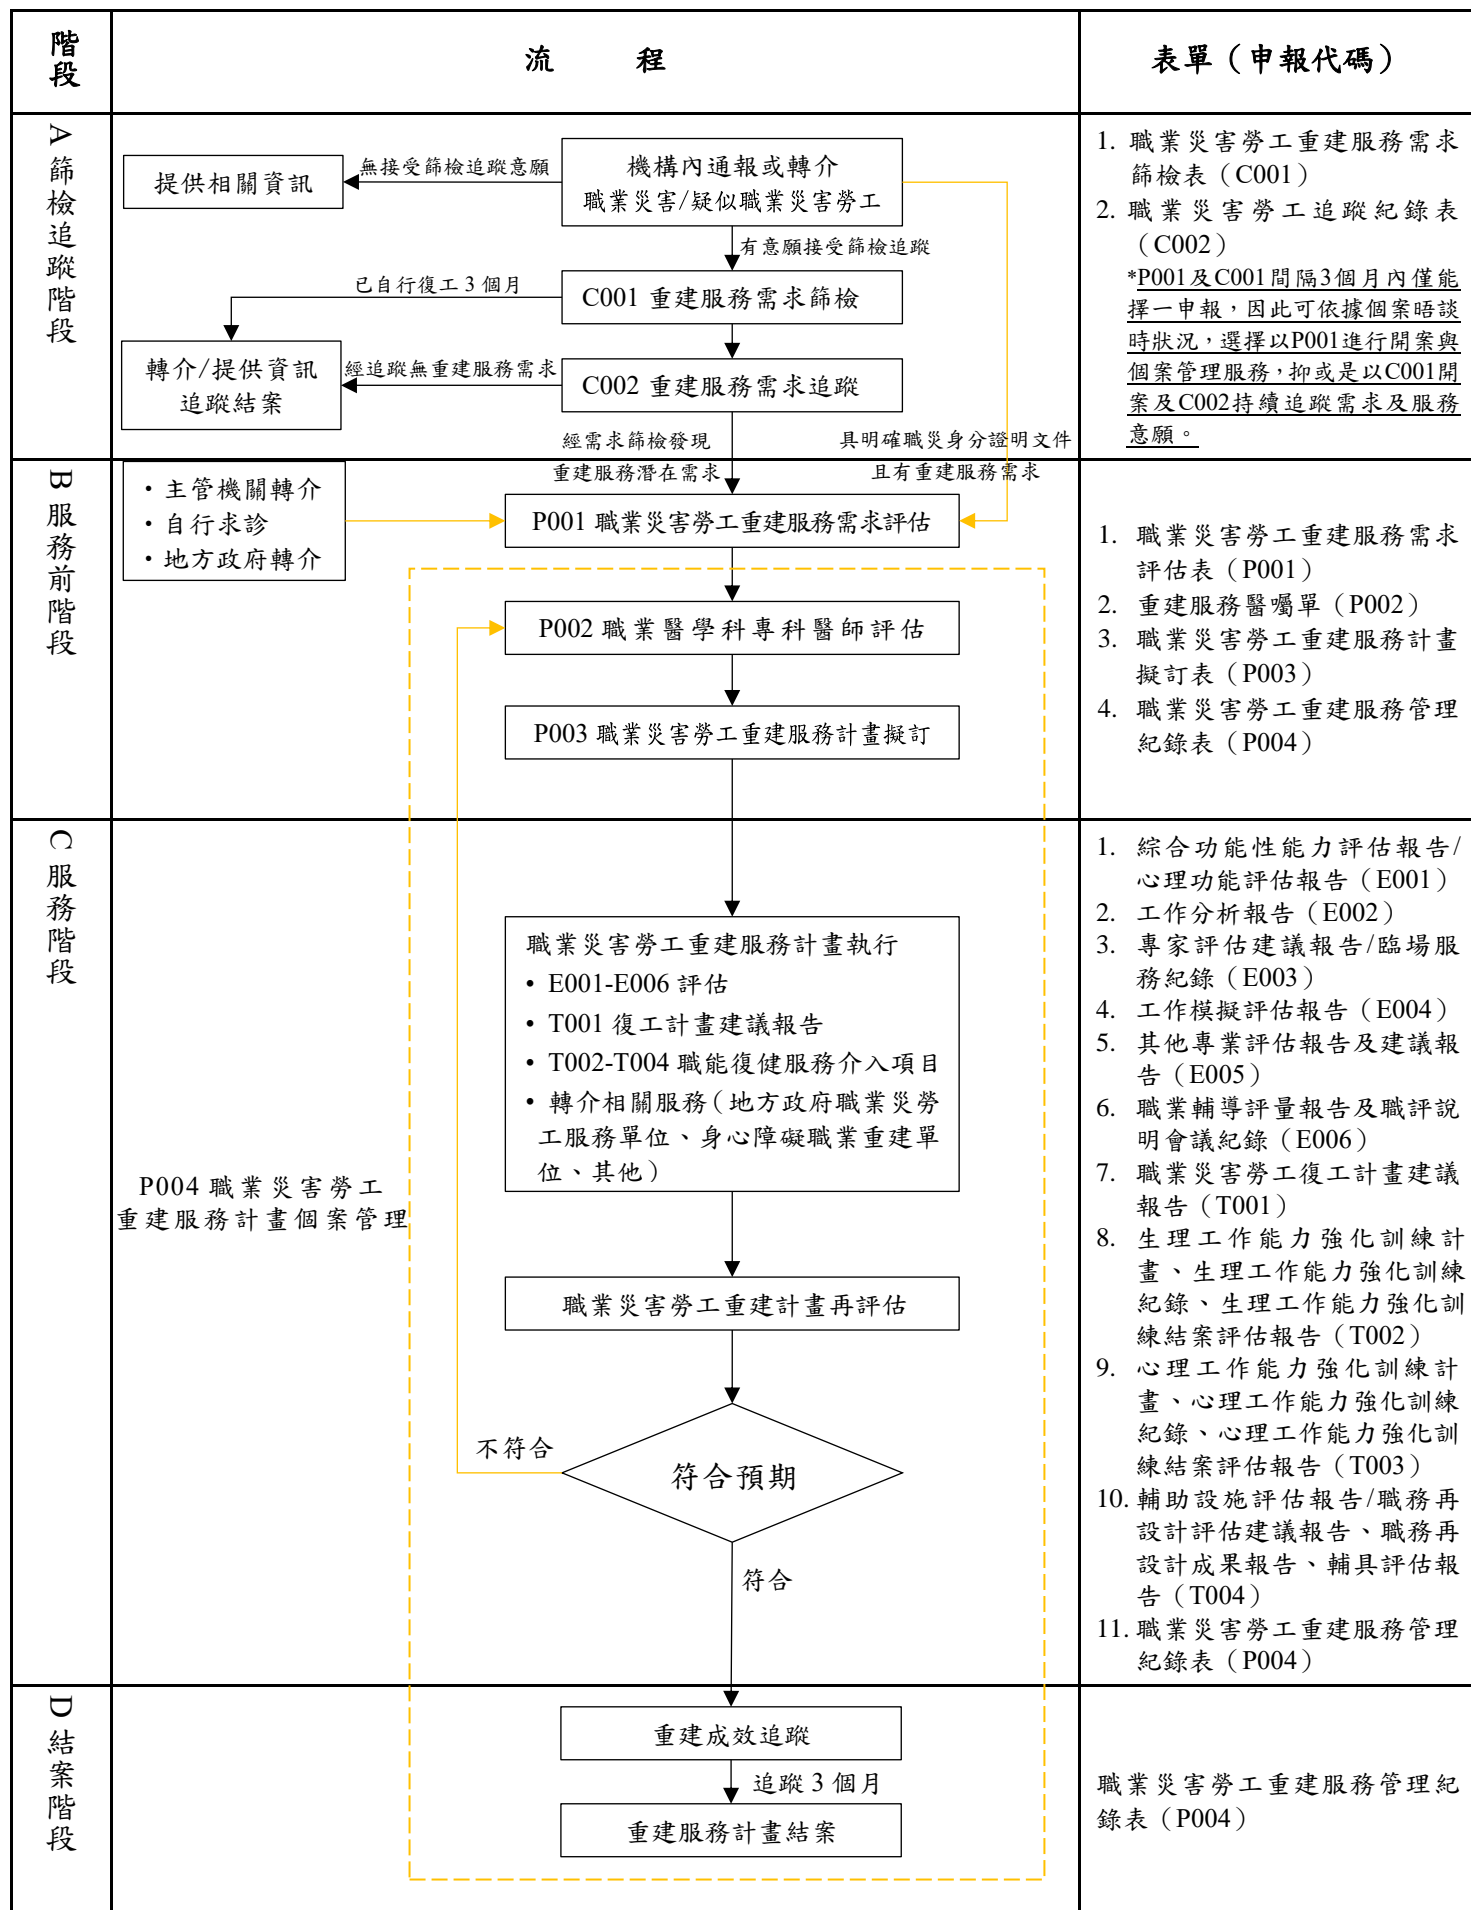 階段
流程
表單（申報代碼）
A篩檢追蹤階段
提供相關資訊
無接受篩檢追蹤意願
機構內通報或轉介
職業災害/疑似職業災害勞工
有意願接受篩檢追蹤
已自行復工 3 個月
C001 重建服務需求篩檢
轉介/提供資訊
追蹤結案
經追蹤無重建服務需求
C002 重建服務需求追蹤
經需求篩檢發現
重建服務潛在需求
具明確職災身分證明文件
且有重建服務需求
1. 職業災害勞工重建服務需求
篩檢表（C001）
2. 職業災害勞工追蹤紀錄表
（C002）
*P001及C001間隔3個月內僅能
擇一申報，因此可依據個案晤談
時狀況，選擇以P001進行開案與
個案管理服務，抑或是以C001開
案及C002持續追蹤需求及服務
意願。
B服務前階段
・主管機關轉介
・自行求診
・地方政府轉介
P001 職業災害勞工重建服務需求評估
P002 職業醫學科專科醫師評估
P003 職業災害勞工重建服務計畫擬訂
1. 職業災害勞工重建服務需求
評估表（P001）
2. 重建服務醫囑單（P002）
3. 職業災害勞工重建服務計畫
擬訂表（P003）
4. 職業災害勞工重建服務管理
紀錄表（P004）
C服務階段
P004 職業災害勞工
重建服務計畫個案管理
職業災害勞工重建服務計畫執行
• E001-E006 評估
• T001 復工計畫建議報告
• T002-T004 職能復健服務介入項目
• 轉介相關服務（地方政府職業災勞
工服務單位、身心障礙職業重建單
位、其他）
職業災害勞工重建計畫再評估
不符合
符合預期
符合
1. 綜合功能性能力評估報告/
心理功能評估報告（E001）
2. 工作分析報告（E002）
3. 專家評估建議報告/臨場服
務紀錄（E003）
4. 工作模擬評估報告（E004）
5. 其他專業評估報告及建議報
告（E005）
6. 職業輔導評量報告及職評說
明會議紀錄（E006）
7. 職業災害勞工復工計畫建議
報告（T001）
8. 生理工作能力強化訓練計
畫、生理工作能力強化訓練
紀錄、生理工作能力強化訓
練結案評估報告（T002）
9. 心理工作能力強化訓練計
畫、心理工作能力強化訓練
紀錄、心理工作能力強化訓
練結案評估報告（T003）
10. 輔助設施評估報告/職務再
設計評估建議報告、職務再
設計成果報告、輔具評估報
告（T004）
11. 職業災害勞工重建服務管理
紀錄表（P004）
D結案階段
重建成效追蹤
追蹤 3 個月
重建服務計畫結案
職業災害勞工重建服務管理紀
錄表（P004）